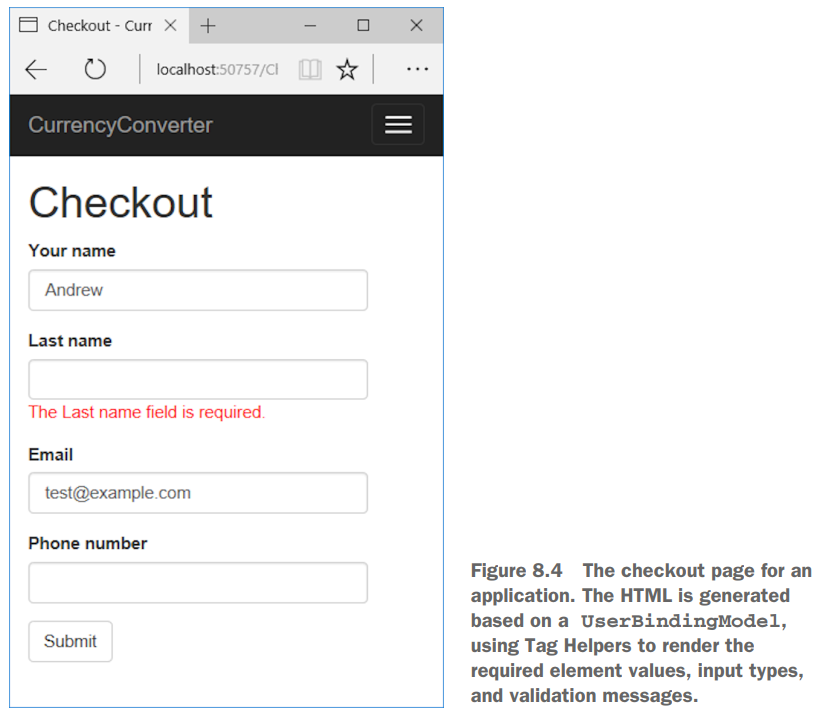 Checkout - Curr
localhost:50757/Cl
CurrencyConverter
Checkout
Your name
Andrew
Last name
The Last name field is required.
Email
test@example.com
Phone number
Submit
Figure 8.4 The checkout page for an
application. The HTML is generated
based on a UserBindingModel,
using Tag Helpers to render the
required element values, input types,
and validation messages.